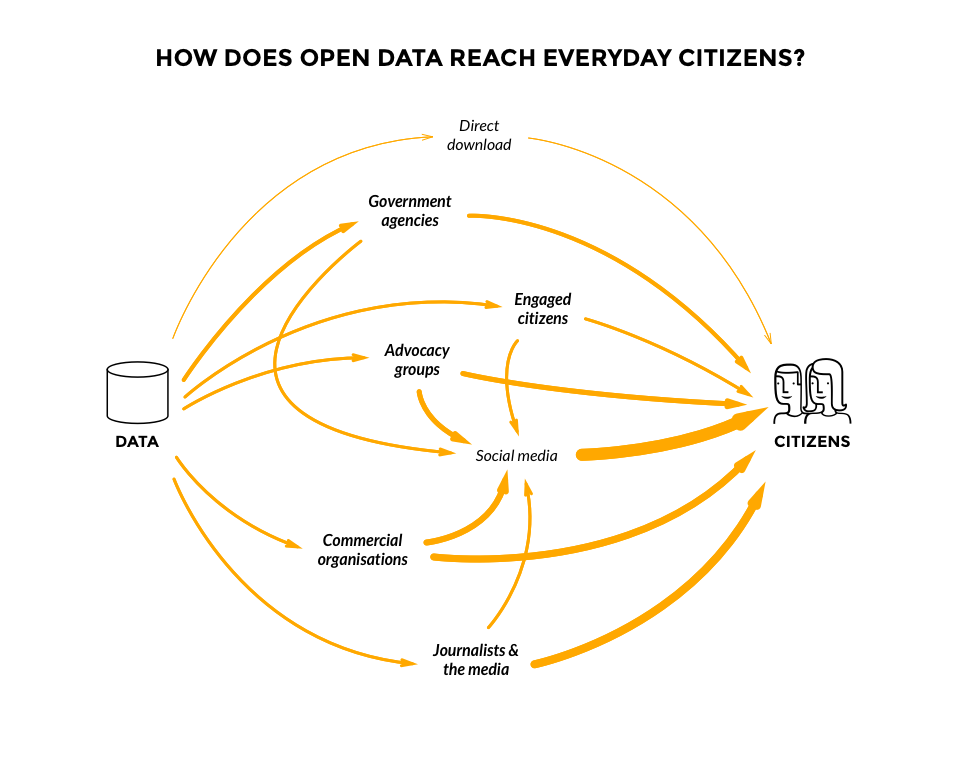 HOW DOES OPEN DATA REACH EVERYDAY CITIZENS?
Direct
download
Government
agencies
Engaged
citizens
Advocacy
groups
DATA
CITIZENS
Social media
Commercial
organisations
Journalists &
the media